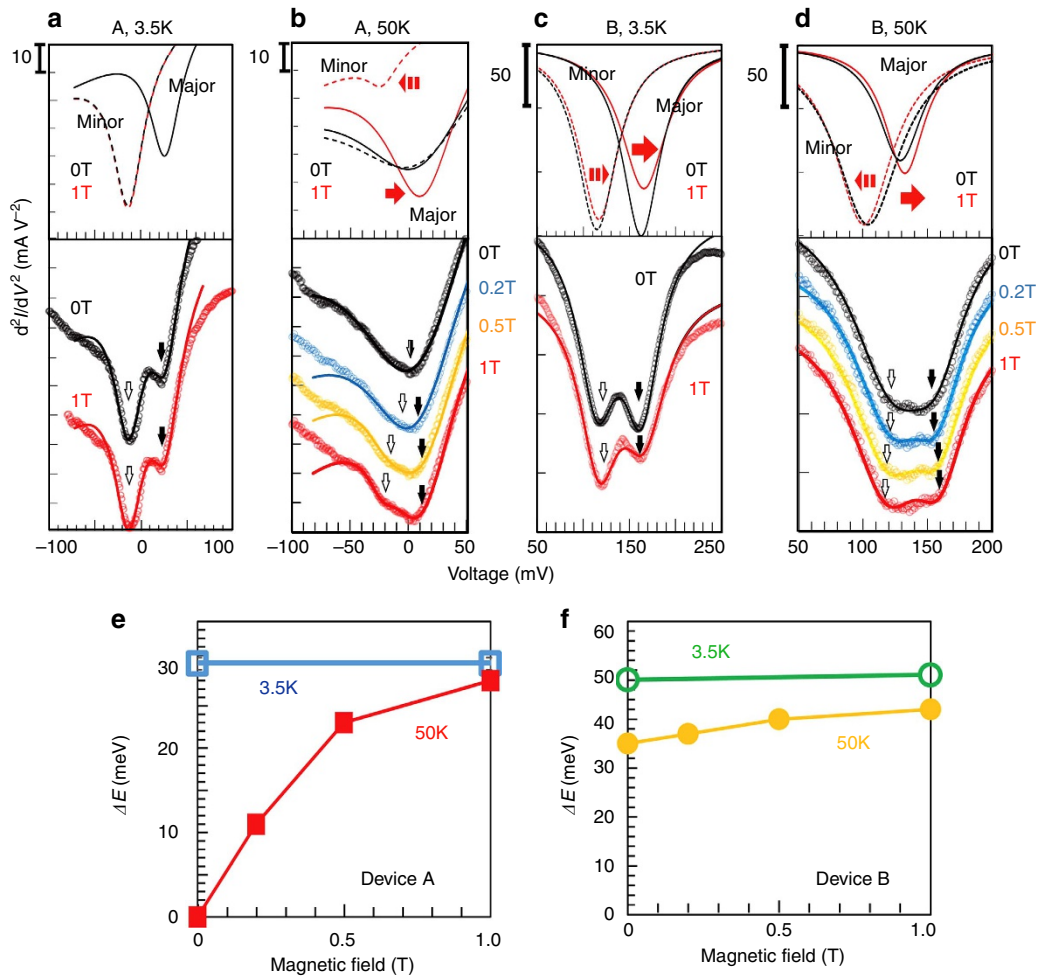 a
A, 3.5K
10
Major
Minor
0T
1T
b
A, 50K
10
Minor
0T
1T
Major
c
B, 3.5K
50
Minor
Major
0T
1T
d
B, 50K
50
Major
Minor
0T
1T
d²I/dV² (mA V⁻²)
0T
1T
–100
0
100
0T
0.2T
0.5T
1T
–100
–50
0
50
0T
1T
50
150
250
0T
0.2T
0.5T
1T
50
100
150
200
Voltage (mV)
e
30
20
10
0
3.5K
50K
Device A
ΔE (meV)
0
0.5
1.0
Magnetic field (T)
f
60
50
40
30
20
10
0
3.5K
50K
Device B
ΔE (meV)
0
0.5
1.0
Magnetic field (T)